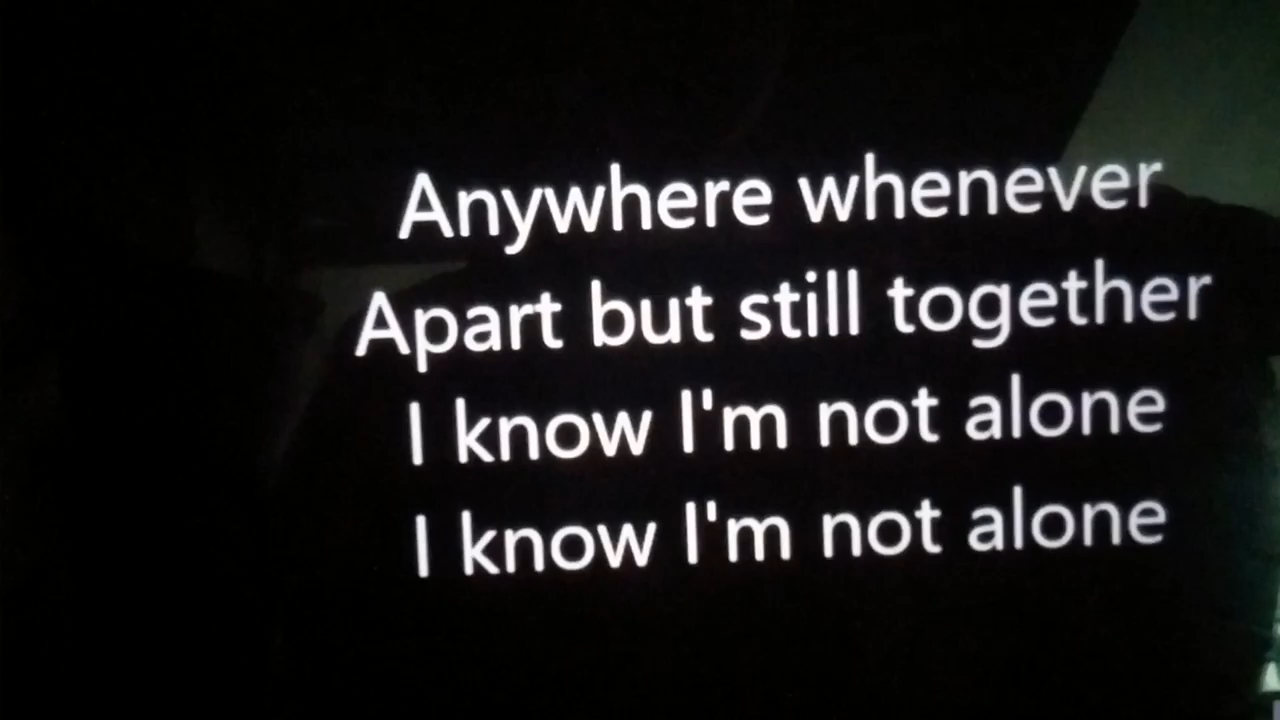 Anywhere whenever
Apart but still together
I know I'm not alone
I know I'm not alone